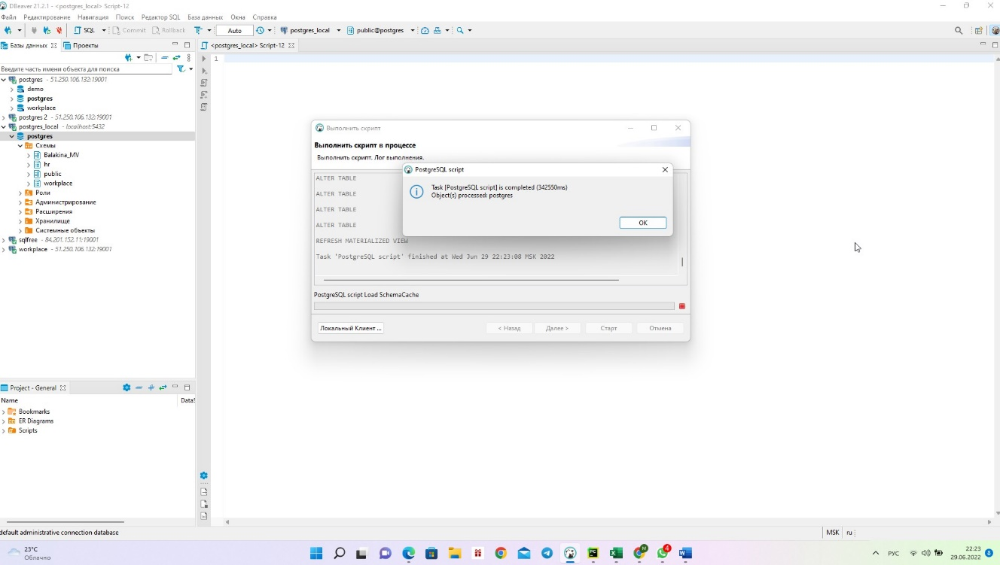 DBeaver 21.2.1 - <postgres_local> Script-12
Файл Редактирование Навигация Поиск Редактор SQL База данных Окна Справка
SQL Commit Rollback Auto postgres_local public@postgres
Базы данных Проекты
<postgres_local> Script-12
1
Введите часть имени объекта для поиска
postgres - 51.250.106.132:19001
demo
postgres
workplace
postgres 2 - 51.250.106.132:19001
postgres_local - localhost:5432
postgres
Схемы
Balakina_MV
hr
public
workplace
Роли
Администрирование
Расширения
Хранилище
Системные объекты
sqlfree - 84.201.152.11:19001
workplace - 51.250.106.132:19001
Выполнить скрипт
Выполнить скрипт в процессе
Выполнить скрипт. Лог выполнения.
ALTER TABLE
ALTER TABLE
ALTER TABLE
ALTER TABLE
REFRESH MATERIALIZED VIEW
Task 'PostgreSQL script' finished at Wed Jun 29 22:23:08 MSK 2022
PostgreSQL script
Task [PostgreSQL script] is completed (342550ms)
Object(s) processed: postgres
OK
PostgreSQL script Load SchemaCache
Локальный Клиент ...
< Назад Далее > Старт Отмена
Project - General
Name DataS
Bookmarks
ER Diagrams
Scripts
default administrative connection database
MSK ru
23°C
Облачно
M
4
РУС
22:23
29.06.2022
8